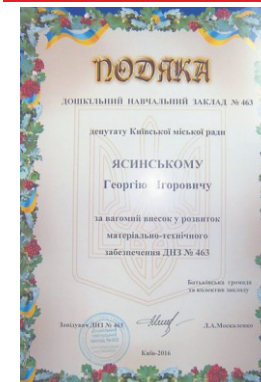 ПОДЯКА
ДОШКІЛЬНИЙ НАВЧАЛЬНИЙ ЗАКЛАД № 463
депутату Київської міської ради
ЯСИНСЬКОМУ
Георгію Ігоровичу
за вагомий внесок у розвиток
матеріально-технічного
забезпечення ДНЗ № 463
Батьківська громада
та колектив закладу
Завідувач ДНЗ № 463
Л.А.Москаленко
Київ-2016